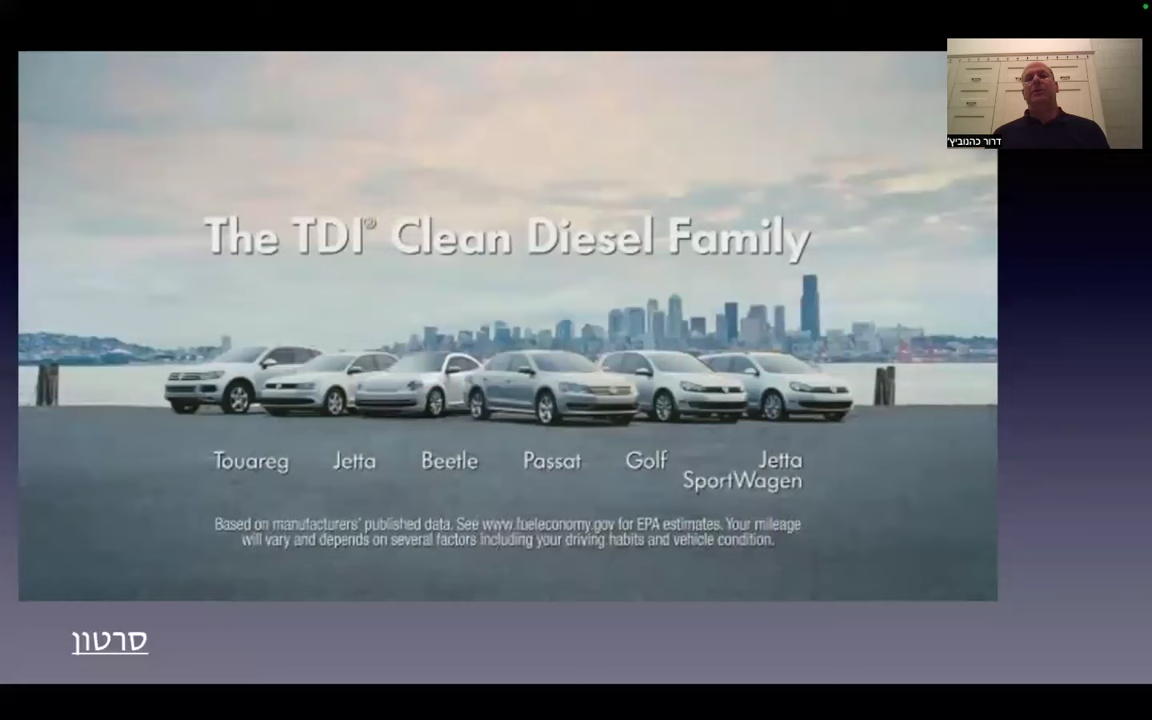 דרור כהנוביץ'
The TDI® Clean Diesel Family
Touareg Jetta Beetle Passat Golf Jetta SportWagen
Based on manufacturers' published data. See www.fueleconomy.gov for EPA estimates. Your mileage
will vary and depends on several factors including your driving habits and vehicle condition.
סרטון